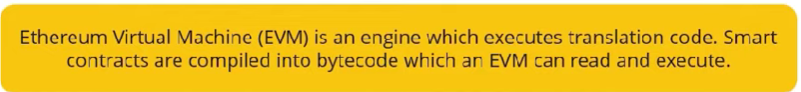 Ethereum Virtual Machine (EVM) is an engine which executes translation code. Smart
contracts are compiled into bytecode which an EVM can read and execute.